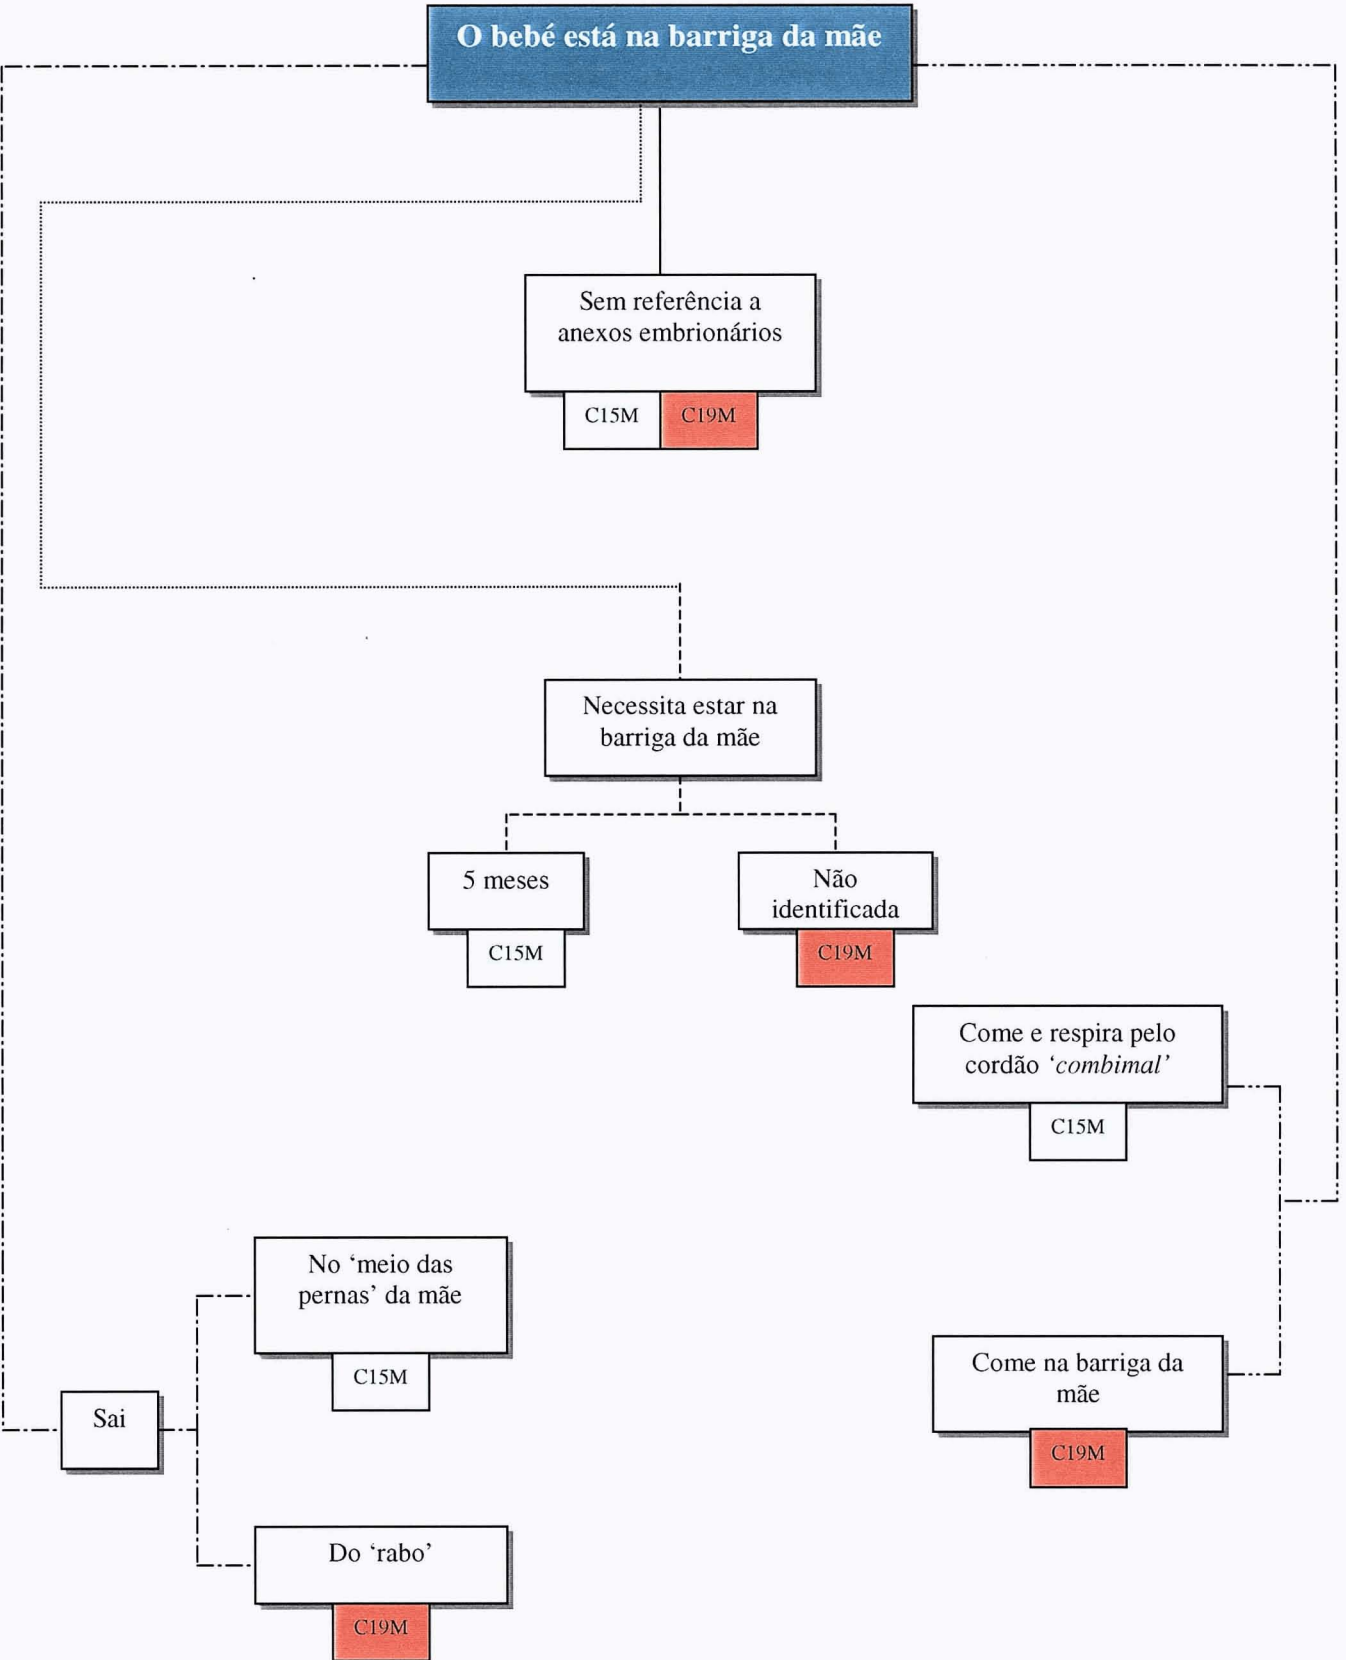 O bebé está na barriga da mãe
Sem referência a
anexos embrionários
C15M
C19M
Necessita estar na
barriga da mãe
5 meses
C15M
Não
identificada
C19M
Come e respira pelo
cordão ‘combimal’
C15M
No ‘meio das
pernas’ da mãe
C15M
Come na barriga da
mãe
C19M
Sai
Do ‘rabo’
C19M